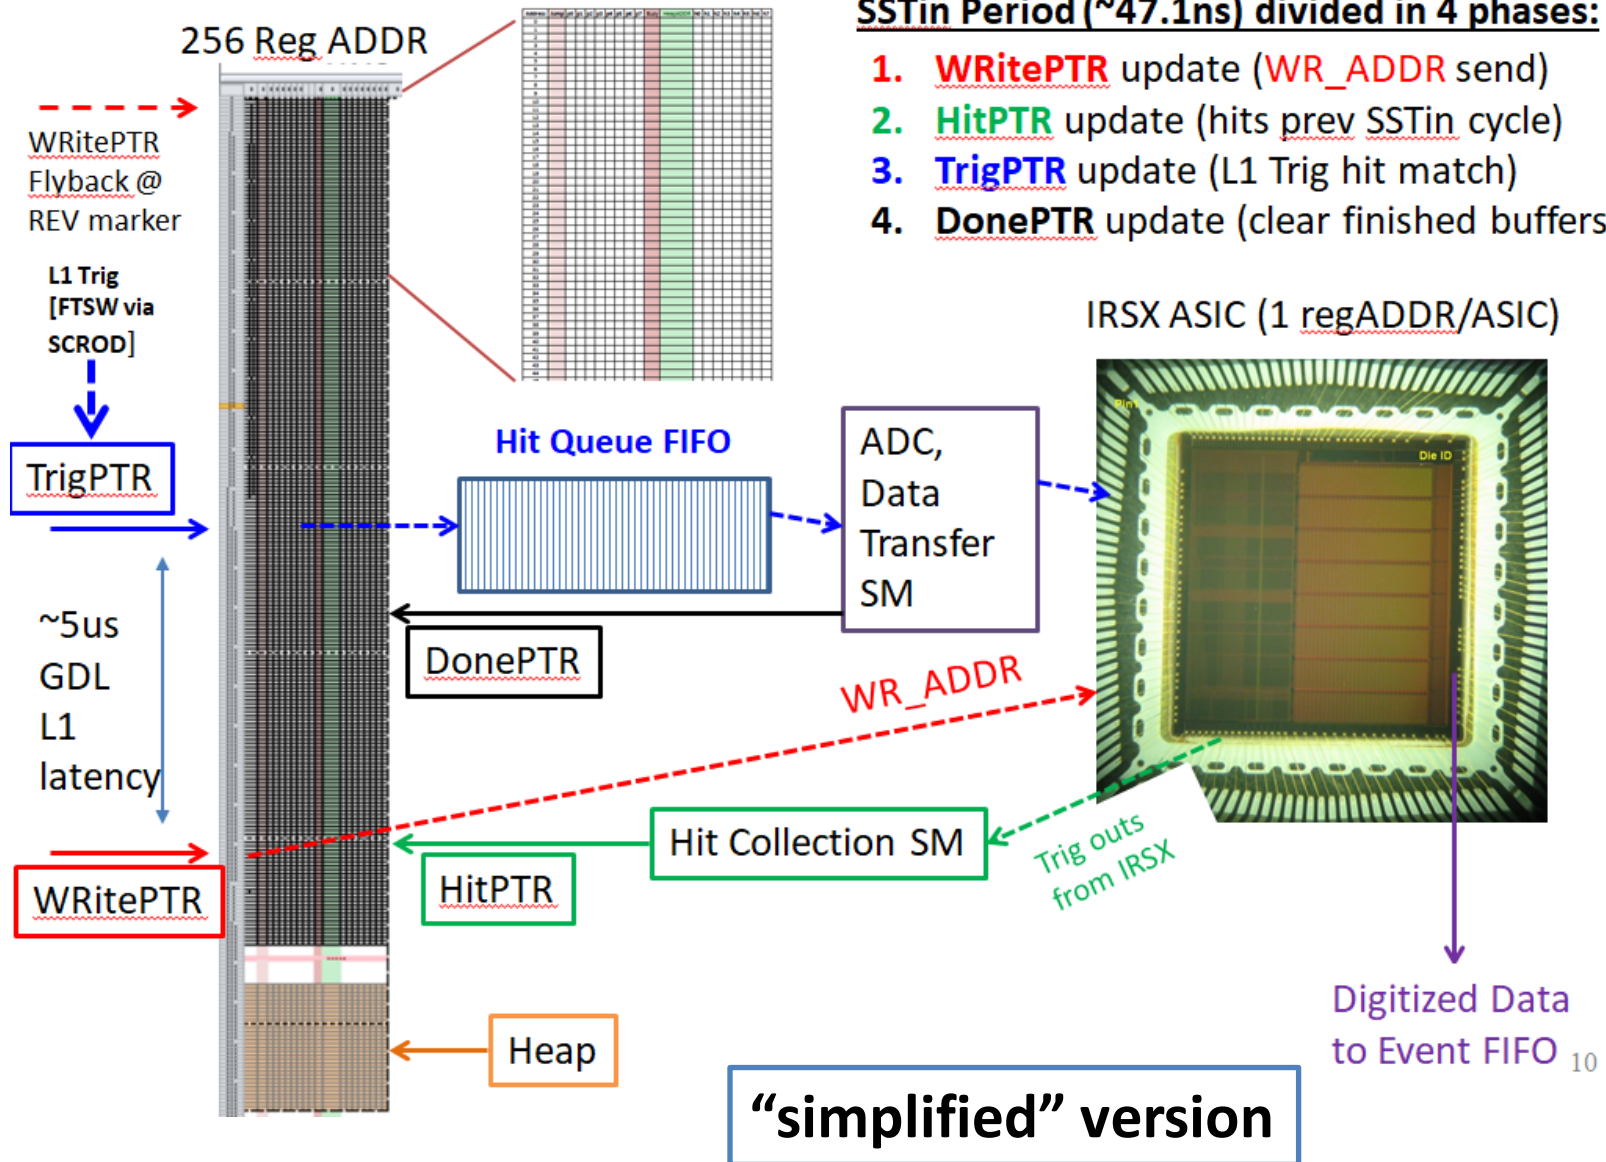 256 Reg ADDR
SSTin Period (~47.1ns) divided in 4 phases:
1. WRitePTR update (WR_ADDR send)
2. HitPTR update (hits prev SSTin cycle)
3. TrigPTR update (L1 Trig hit match)
4. DonePTR update (clear finished buffers
WRitePTR
Flyback @
REV marker
L1 Trig
[FTSW via
SCROD]
TrigPTR
~5us
GDL
L1
latency
WRitePTR
Hit Queue FIFO
ADC,
Data
Transfer
SM
DonePTR
WR_ADDR
Hit Collection SM
HitPTR
Trig outs
from IRSX
Heap
IRSX ASIC (1 regADDR/ASIC)
Pin1
Die ID
Digitized Data
to Event FIFO
10
“simplified” version